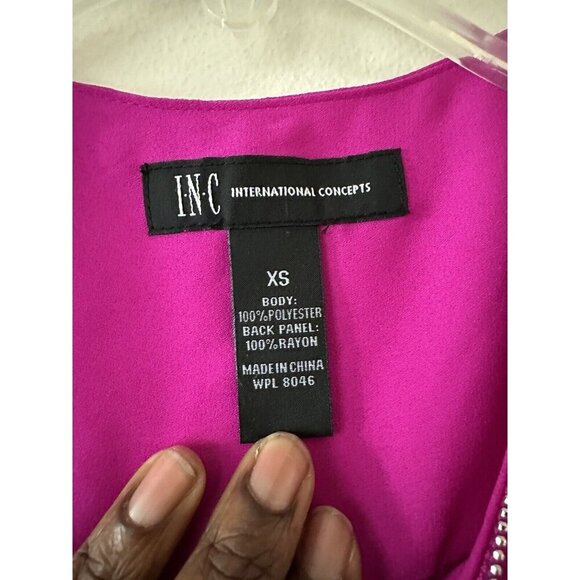 I·N·C INTERNATIONAL CONCEPTS
XS
BODY:
100%POLYESTER
BACK PANEL:
100%RAYON
MADE IN CHINA
WPL 8046